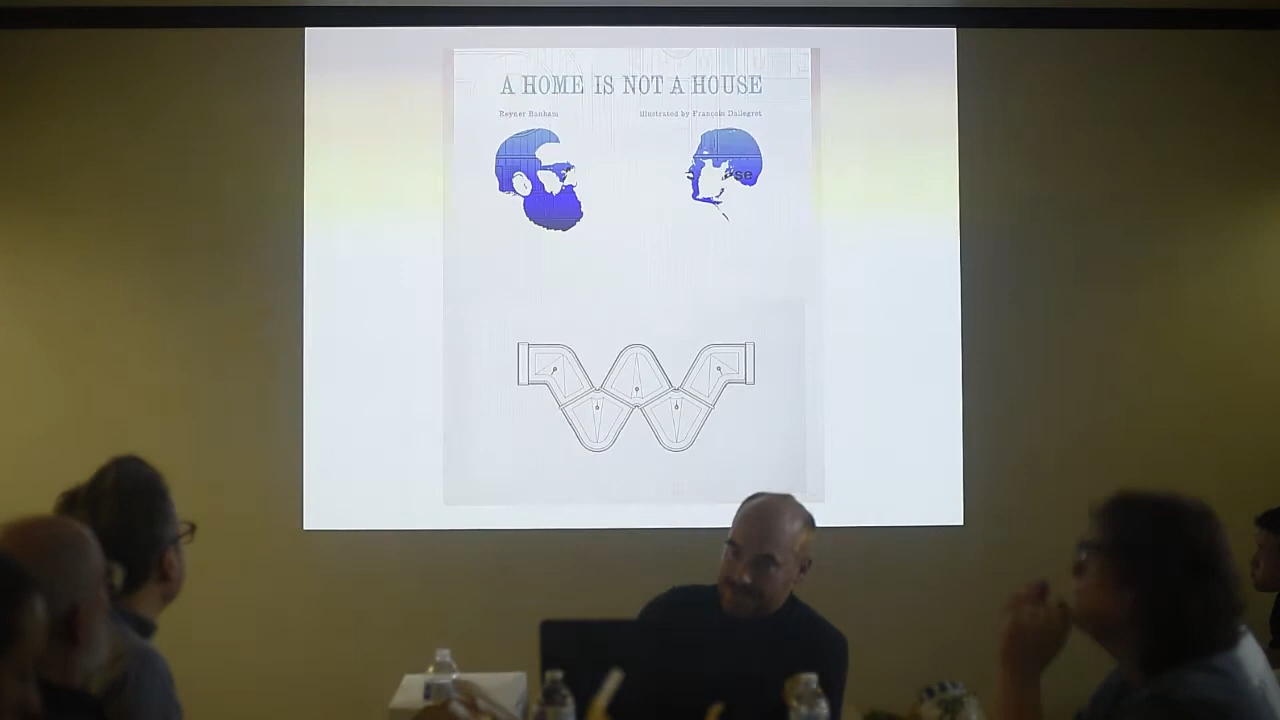 A HOME IS NOT A HOUSE
Reyner Banham
illustrated by François Dallegret